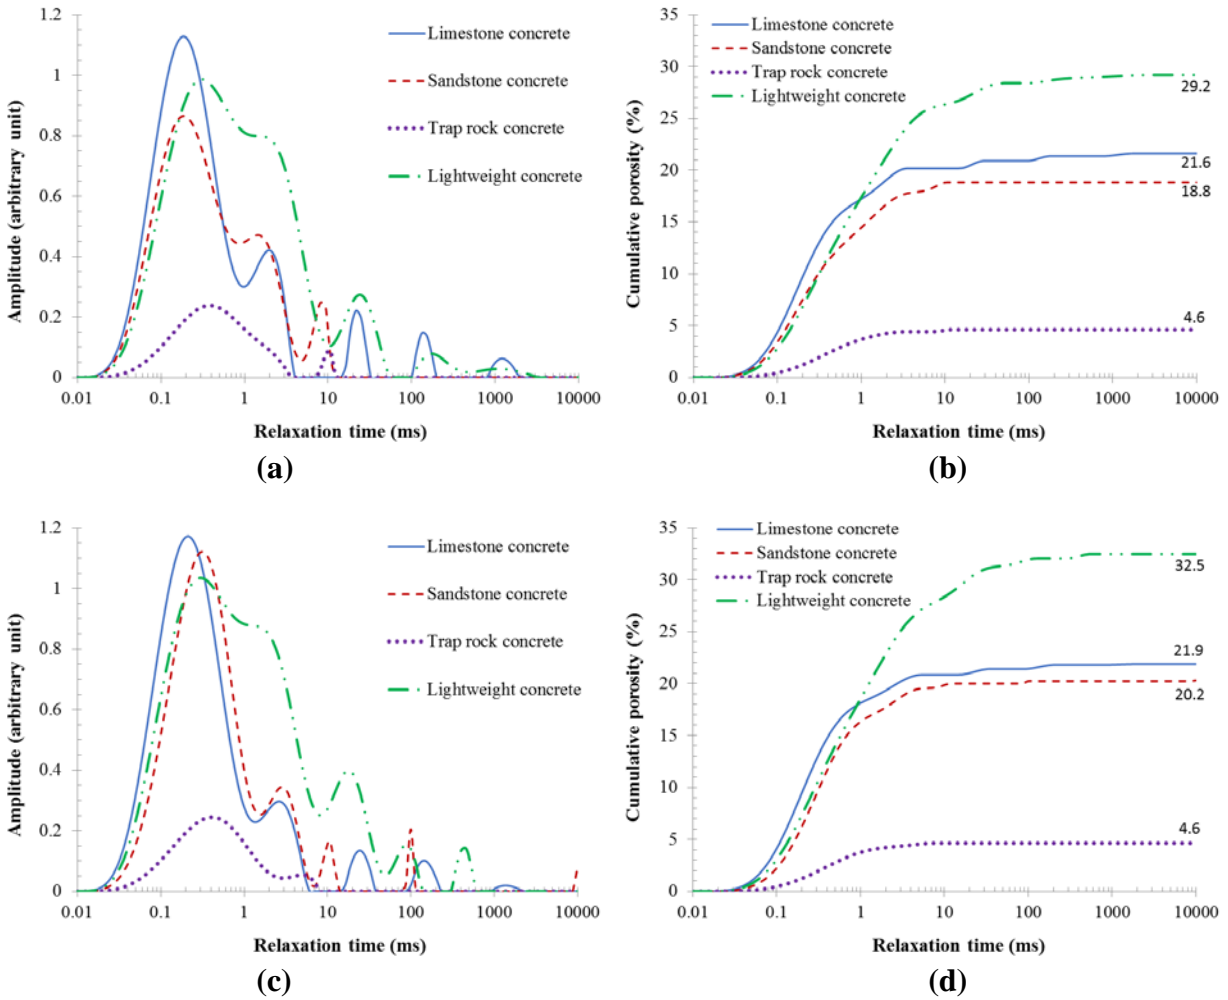 Amplitude (arbitrary unit)
1.2
1
0.8
0.6
0.4
0.2
0
0.01 0.1 1 10 100 1000 10000
Relaxation time (ms)
Limestone concrete
Sandstone concrete
Trap rock concrete
Lightweight concrete
(a)
Cumulative porosity (%)
35
30
25
20
15
10
5
0
0.01 0.1 1 10 100 1000 10000
Relaxation time (ms)
Limestone concrete
Sandstone concrete
Trap rock concrete
Lightweight concrete
29.2
21.6
18.8
4.6
(b)
Amplitude (arbitrary unit)
1.2
1
0.8
0.6
0.4
0.2
0
0.01 0.1 1 10 100 1000 10000
Relaxation time (ms)
Limestone concrete
Sandstone concrete
Trap rock concrete
Lightweight concrete
(c)
Cumulative porosity (%)
35
30
25
20
15
10
5
0
0.01 0.1 1 10 100 1000 10000
Relaxation time (ms)
Limestone concrete
Sandstone concrete
Trap rock concrete
Lightweight concrete
32.5
21.9
20.2
4.6
(d)